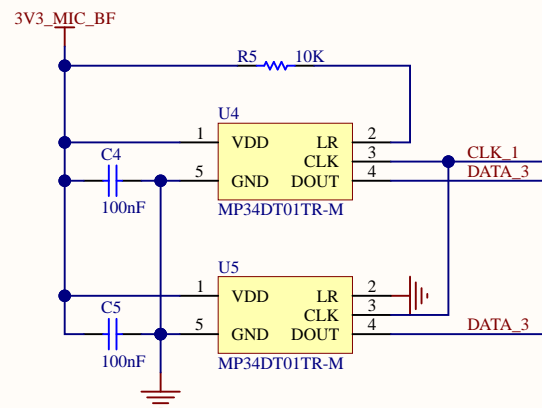 3V3_MIC_BF
R5 10K
U4
1 VDD LR 2
CLK 3 CLK_1
C4 5 GND DOUT 4 DATA_3
100nF MP34DT01TR-M
U5
1 VDD LR 2
CLK 3
C5 5 GND DOUT 4 DATA_3
100nF MP34DT01TR-M